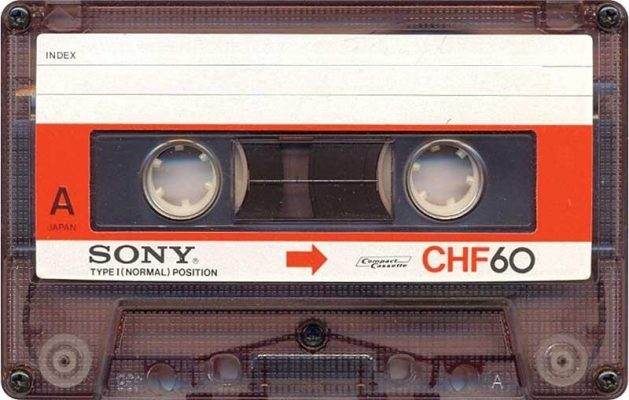 INDEX
A
JAPAN
SONY®
TYPE I (NORMAL) POSITION
Compact Cassette
CHF60
A